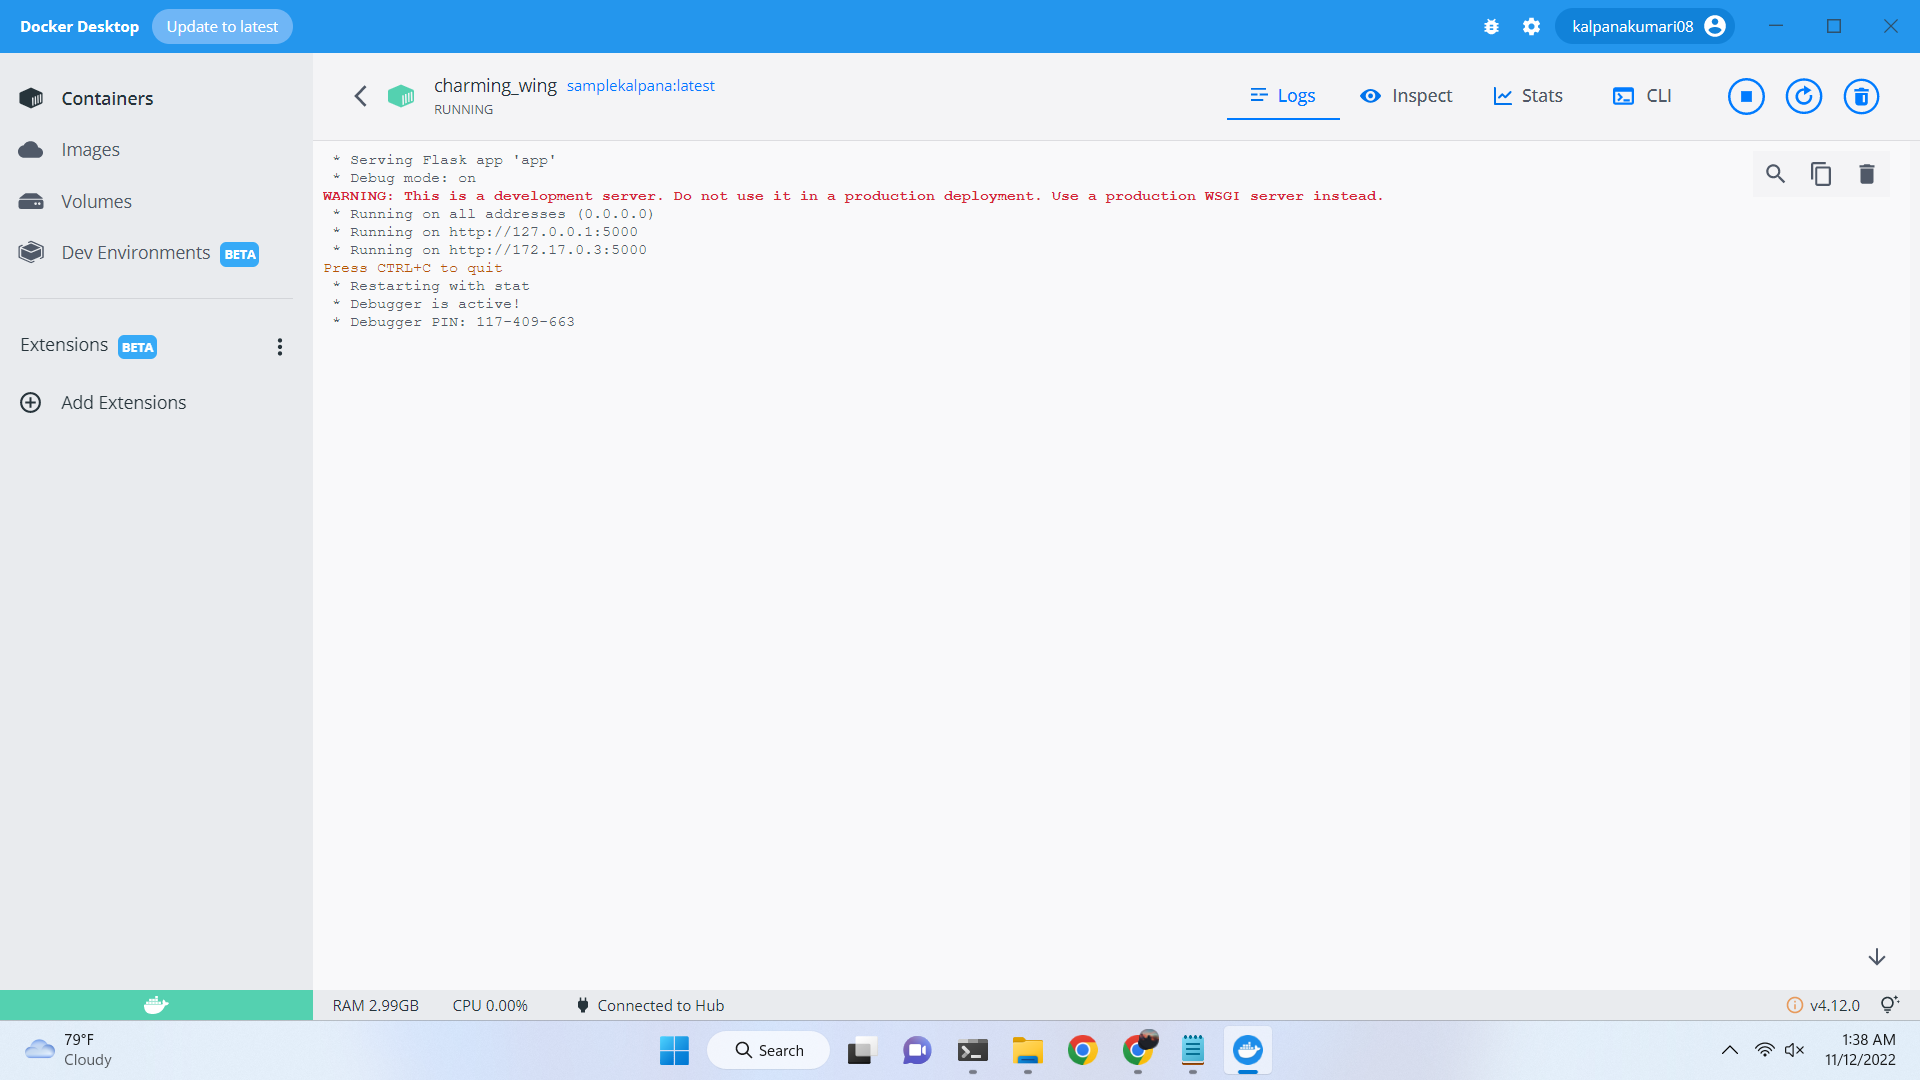 Docker Desktop
Update to latest
kalpanakumari08
Containers
Images
Volumes
Dev Environments BETA
Extensions BETA
Add Extensions
charming_wing samplekalpana:latest
RUNNING
Logs
Inspect
Stats
CLI
* Serving Flask app 'app'
* Debug mode: on
WARNING: This is a development server. Do not use it in a production deployment. Use a production WSGI server instead.
* Running on all addresses (0.0.0.0)
* Running on http://127.0.0.1:5000
* Running on http://172.17.0.3:5000
Press CTRL+C to quit
* Restarting with stat
* Debugger is active!
* Debugger PIN: 117-409-663
RAM 2.99GB
CPU 0.00%
Connected to Hub
v4.12.0
79°F
Cloudy
Search
1:38 AM
11/12/2022